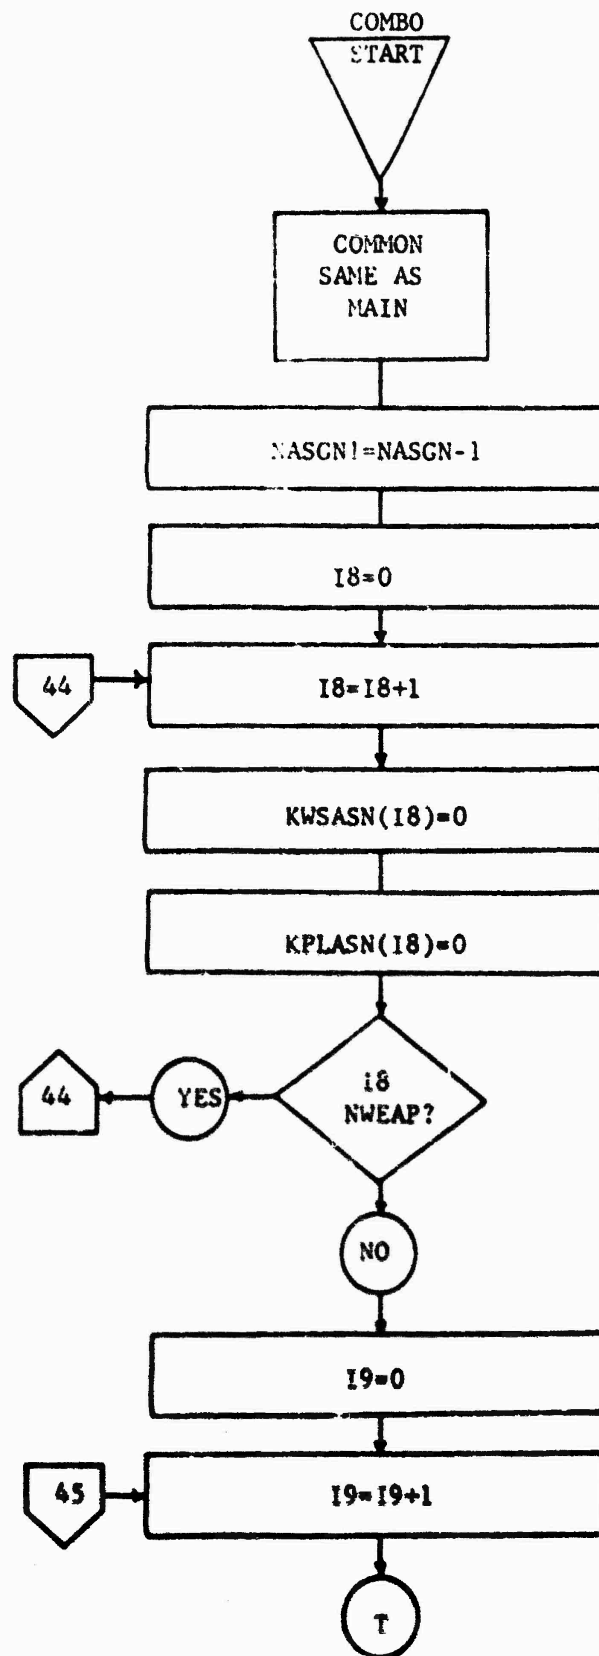 COMBO
START
COMMON
SAME AS
MAIN
NASGN1=NASGN-1
I8=0
44
I8=I8+1
KWSASN(I8)=0
KPLASN(I8)=0
44
YES
I8
NWEAP?
NO
I9=0
45
I9=I9+1
T